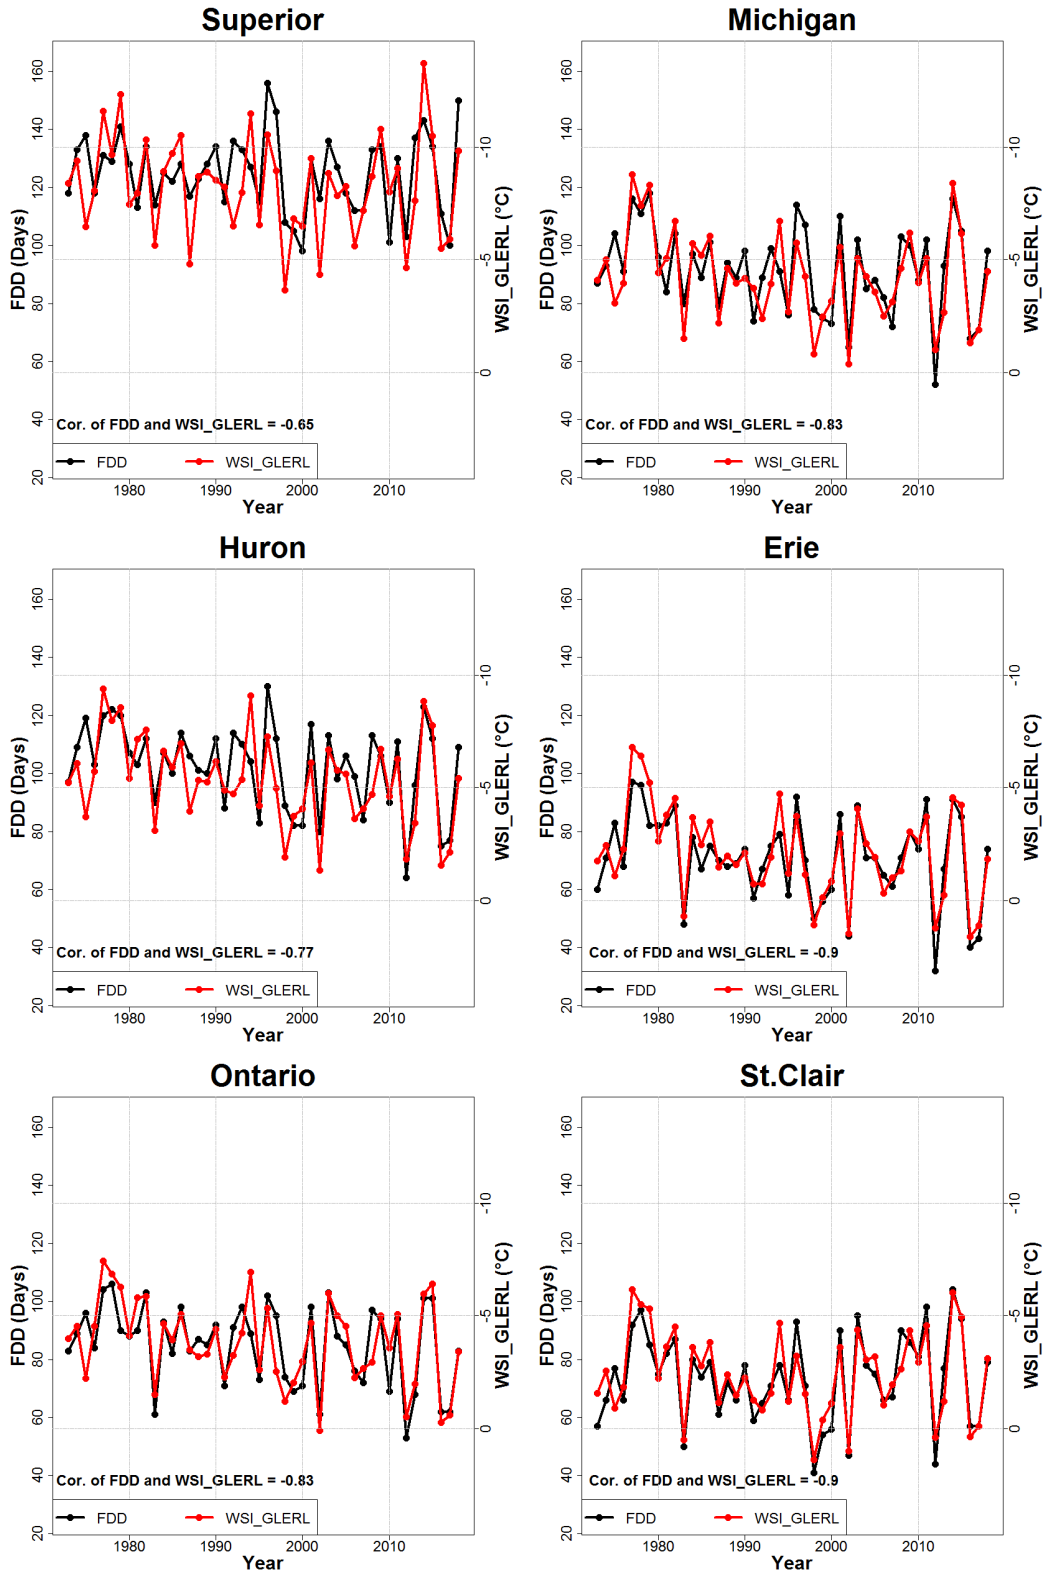 Superior
FDD (Days)
160
140
120
100
80
60
40
20
-10
-5
0
WSI_GLERL (°C)
Cor. of FDD and WSI_GLERL = -0.65
FDD WSI_GLERL
1980 1990 2000 2010
Year
Michigan
FDD (Days)
160
140
120
100
80
60
40
20
-10
-5
0
WSI_GLERL (°C)
Cor. of FDD and WSI_GLERL = -0.83
FDD WSI_GLERL
1980 1990 2000 2010
Year
Huron
FDD (Days)
160
140
120
100
80
60
40
20
-10
-5
0
WSI_GLERL (°C)
Cor. of FDD and WSI_GLERL = -0.77
FDD WSI_GLERL
1980 1990 2000 2010
Year
Erie
FDD (Days)
160
140
120
100
80
60
40
20
-10
-5
0
WSI_GLERL (°C)
Cor. of FDD and WSI_GLERL = -0.9
FDD WSI_GLERL
1980 1990 2000 2010
Year
Ontario
FDD (Days)
160
140
120
100
80
60
40
20
-10
-5
0
WSI_GLERL (°C)
Cor. of FDD and WSI_GLERL = -0.83
FDD WSI_GLERL
1980 1990 2000 2010
Year
St.Clair
FDD (Days)
160
140
120
100
80
60
40
20
-10
-5
0
WSI_GLERL (°C)
Cor. of FDD and WSI_GLERL = -0.9
FDD WSI_GLERL
1980 1990 2000 2010
Year